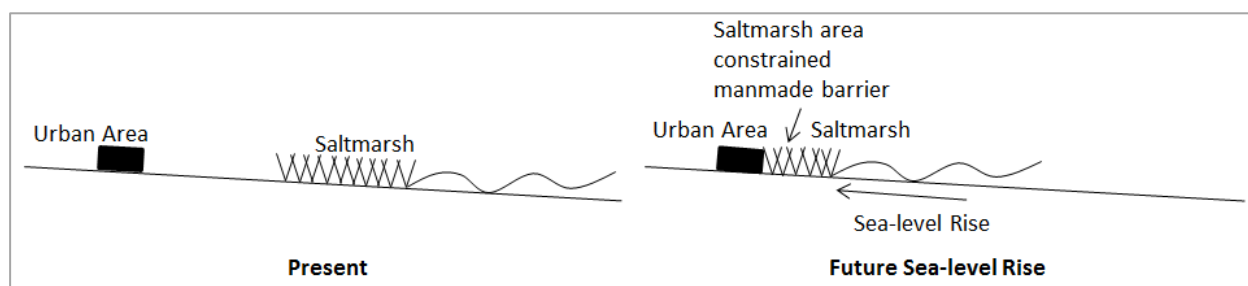 Urban Area
Saltmarsh
Present
Saltmarsh area
constrained
manmade barrier
Urban Area
Saltmarsh
Sea-level Rise
Future Sea-level Rise